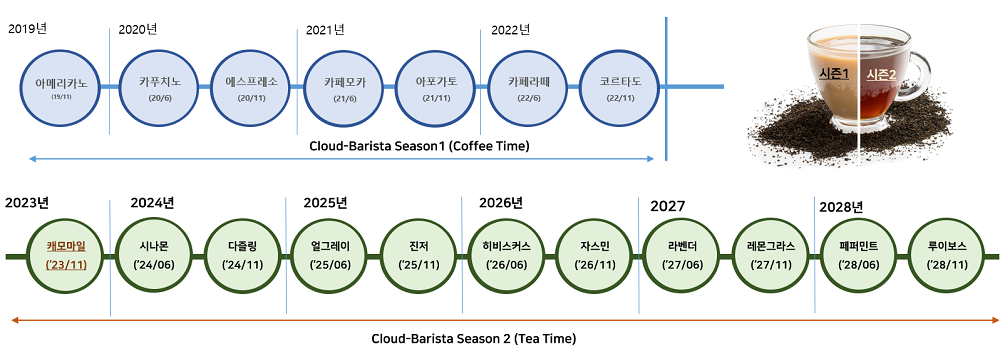 2019년
2020년
2021년
2022년
아메리카노
(19/11)
카푸치노
(20/6)
에스프레소
(20/11)
카페모카
(21/6)
아포가토
(21/11)
카페라떼
(22/6)
코르타도
(22/11)
Cloud-Barista Season1 (Coffee Time)
시즌1
시즌2
2023년
2024년
2025년
2026년
2027
2028년
캐모마일
(’23/11)
시나몬
(’24/06)
다즐링
(’24/11)
얼그레이
(’25/06)
진저
(’25/11)
히비스커스
(’26/06)
자스민
(’26/11)
라벤더
(’27/06)
레몬그라스
(’27/11)
페퍼민트
(’28/06)
루이보스
(’28/11)
Cloud-Barista Season 2 (Tea Time)